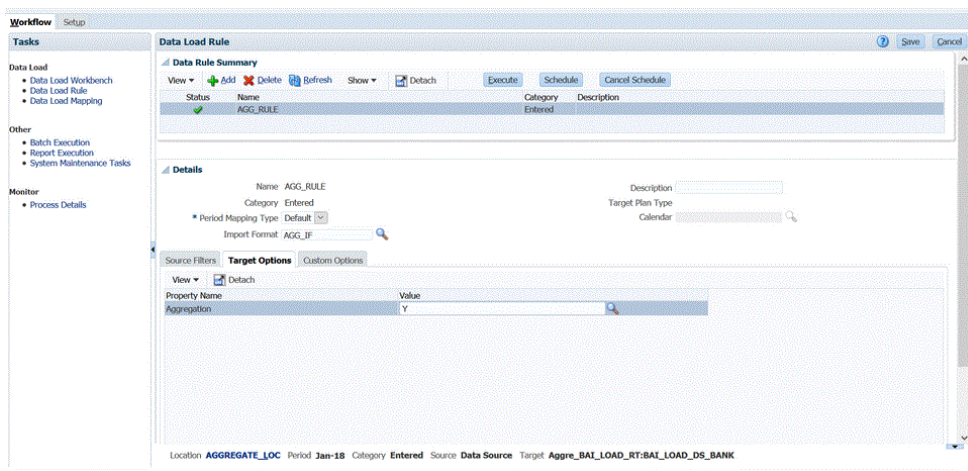 Workflow Setup
Tasks
Data Load
Data Load Workbench
Data Load Rule
Data Load Mapping
Other
Batch Execution
Report Execution
System Maintenance Tasks
Monitor
Process Details
Data Load Rule ? Save Cancel
Data Rule Summary
View Add Delete Refresh Show Detach Execute Schedule Cancel Schedule
Status Name Category Description
AGG_RULE Entered
Details
Name AGG_RULE Description
Category Entered Target Plan Type
* Period Mapping Type Default Calendar
Import Format AGG_IF
Source Filters Target Options Custom Options
View Detach
Property Name Value
Aggregation Y
Location AGGREGATE_LOC Period Jan-18 Category Entered Source Data Source Target Aggre_BAI_LOAD_RT:BAI_LOAD_DS_BANK